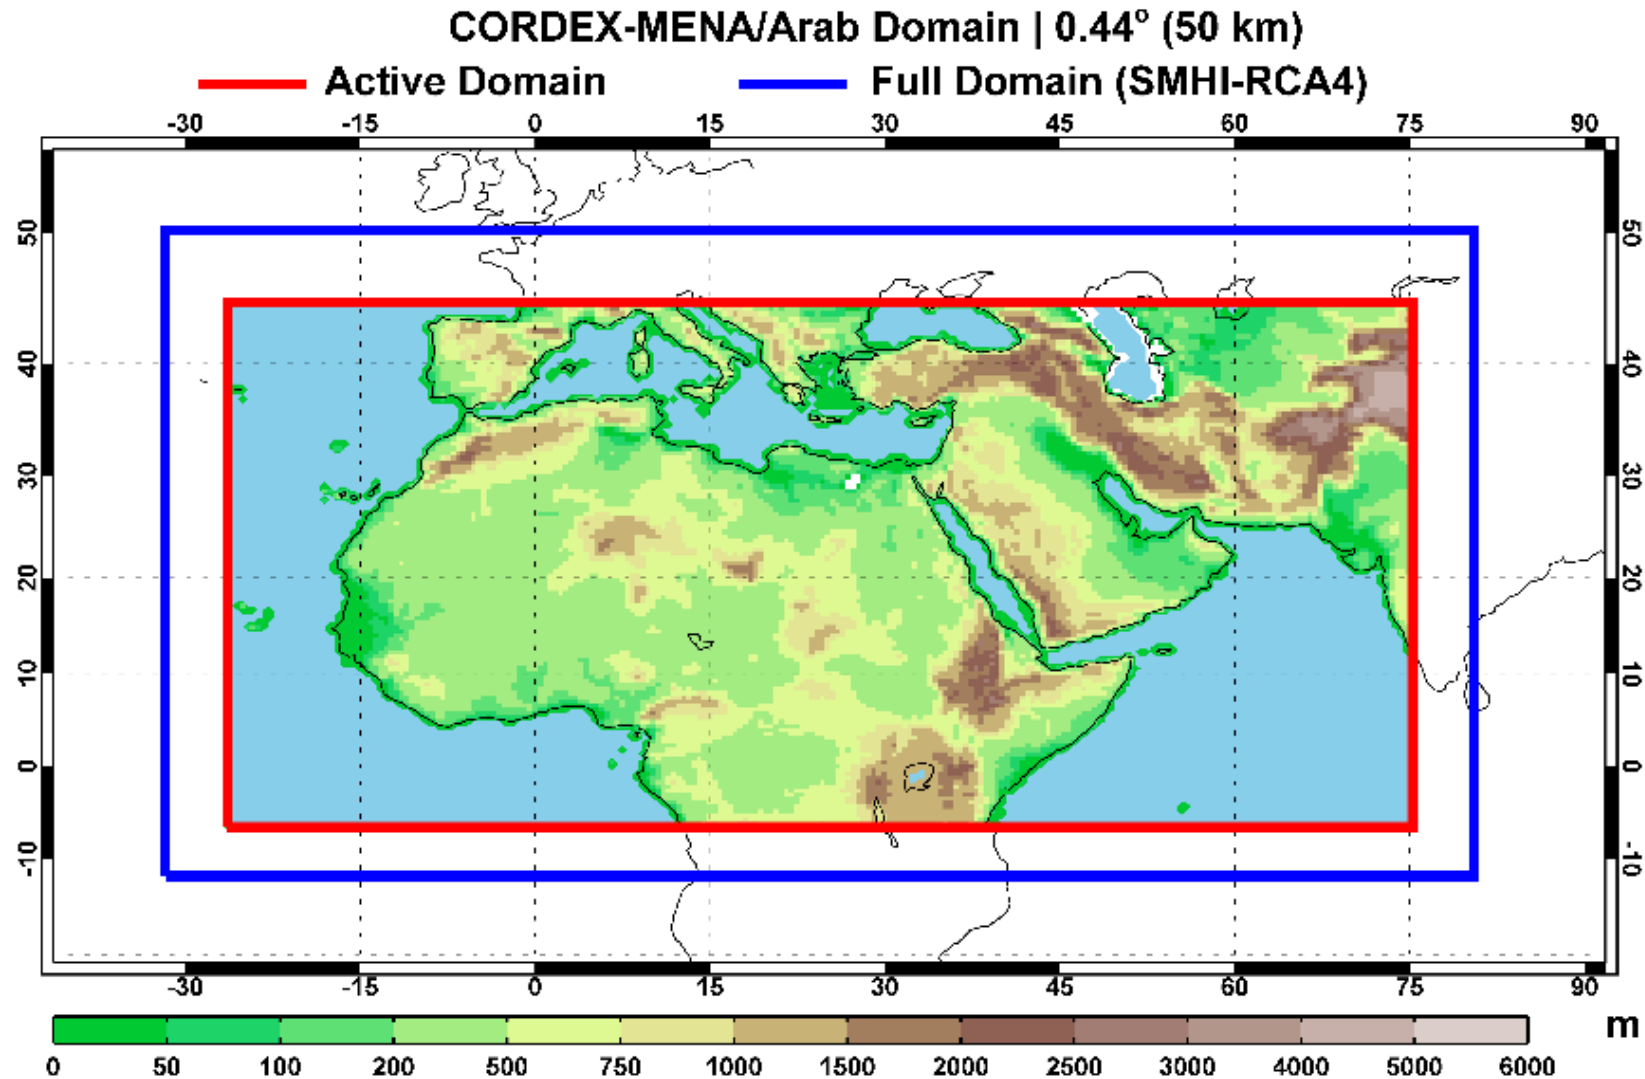 CORDEX-MENA/Arab Domain | 0.44° (50 km)
Active Domain Full Domain (SMHI-RCA4)
-30 -15 0 15 30 45 60 75 90
50 50
40 40
30 30
20 20
10 10
0 0
-10 -10
-30 -15 0 15 30 45 60 75 90
m
0 50 100 200 500 750 1000 1500 2000 2500 3000 4000 5000 6000